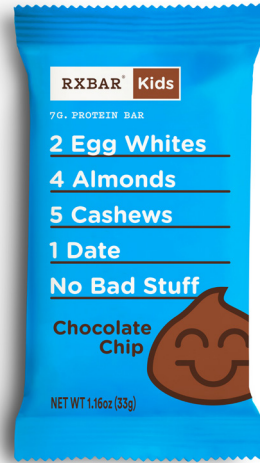 RXBAR® Kids
7G. PROTEIN BAR
2 Egg Whites
4 Almonds
5 Cashews
1 Date
No Bad Stuff
Chocolate
Chip
NET WT 1.16oz (33g)